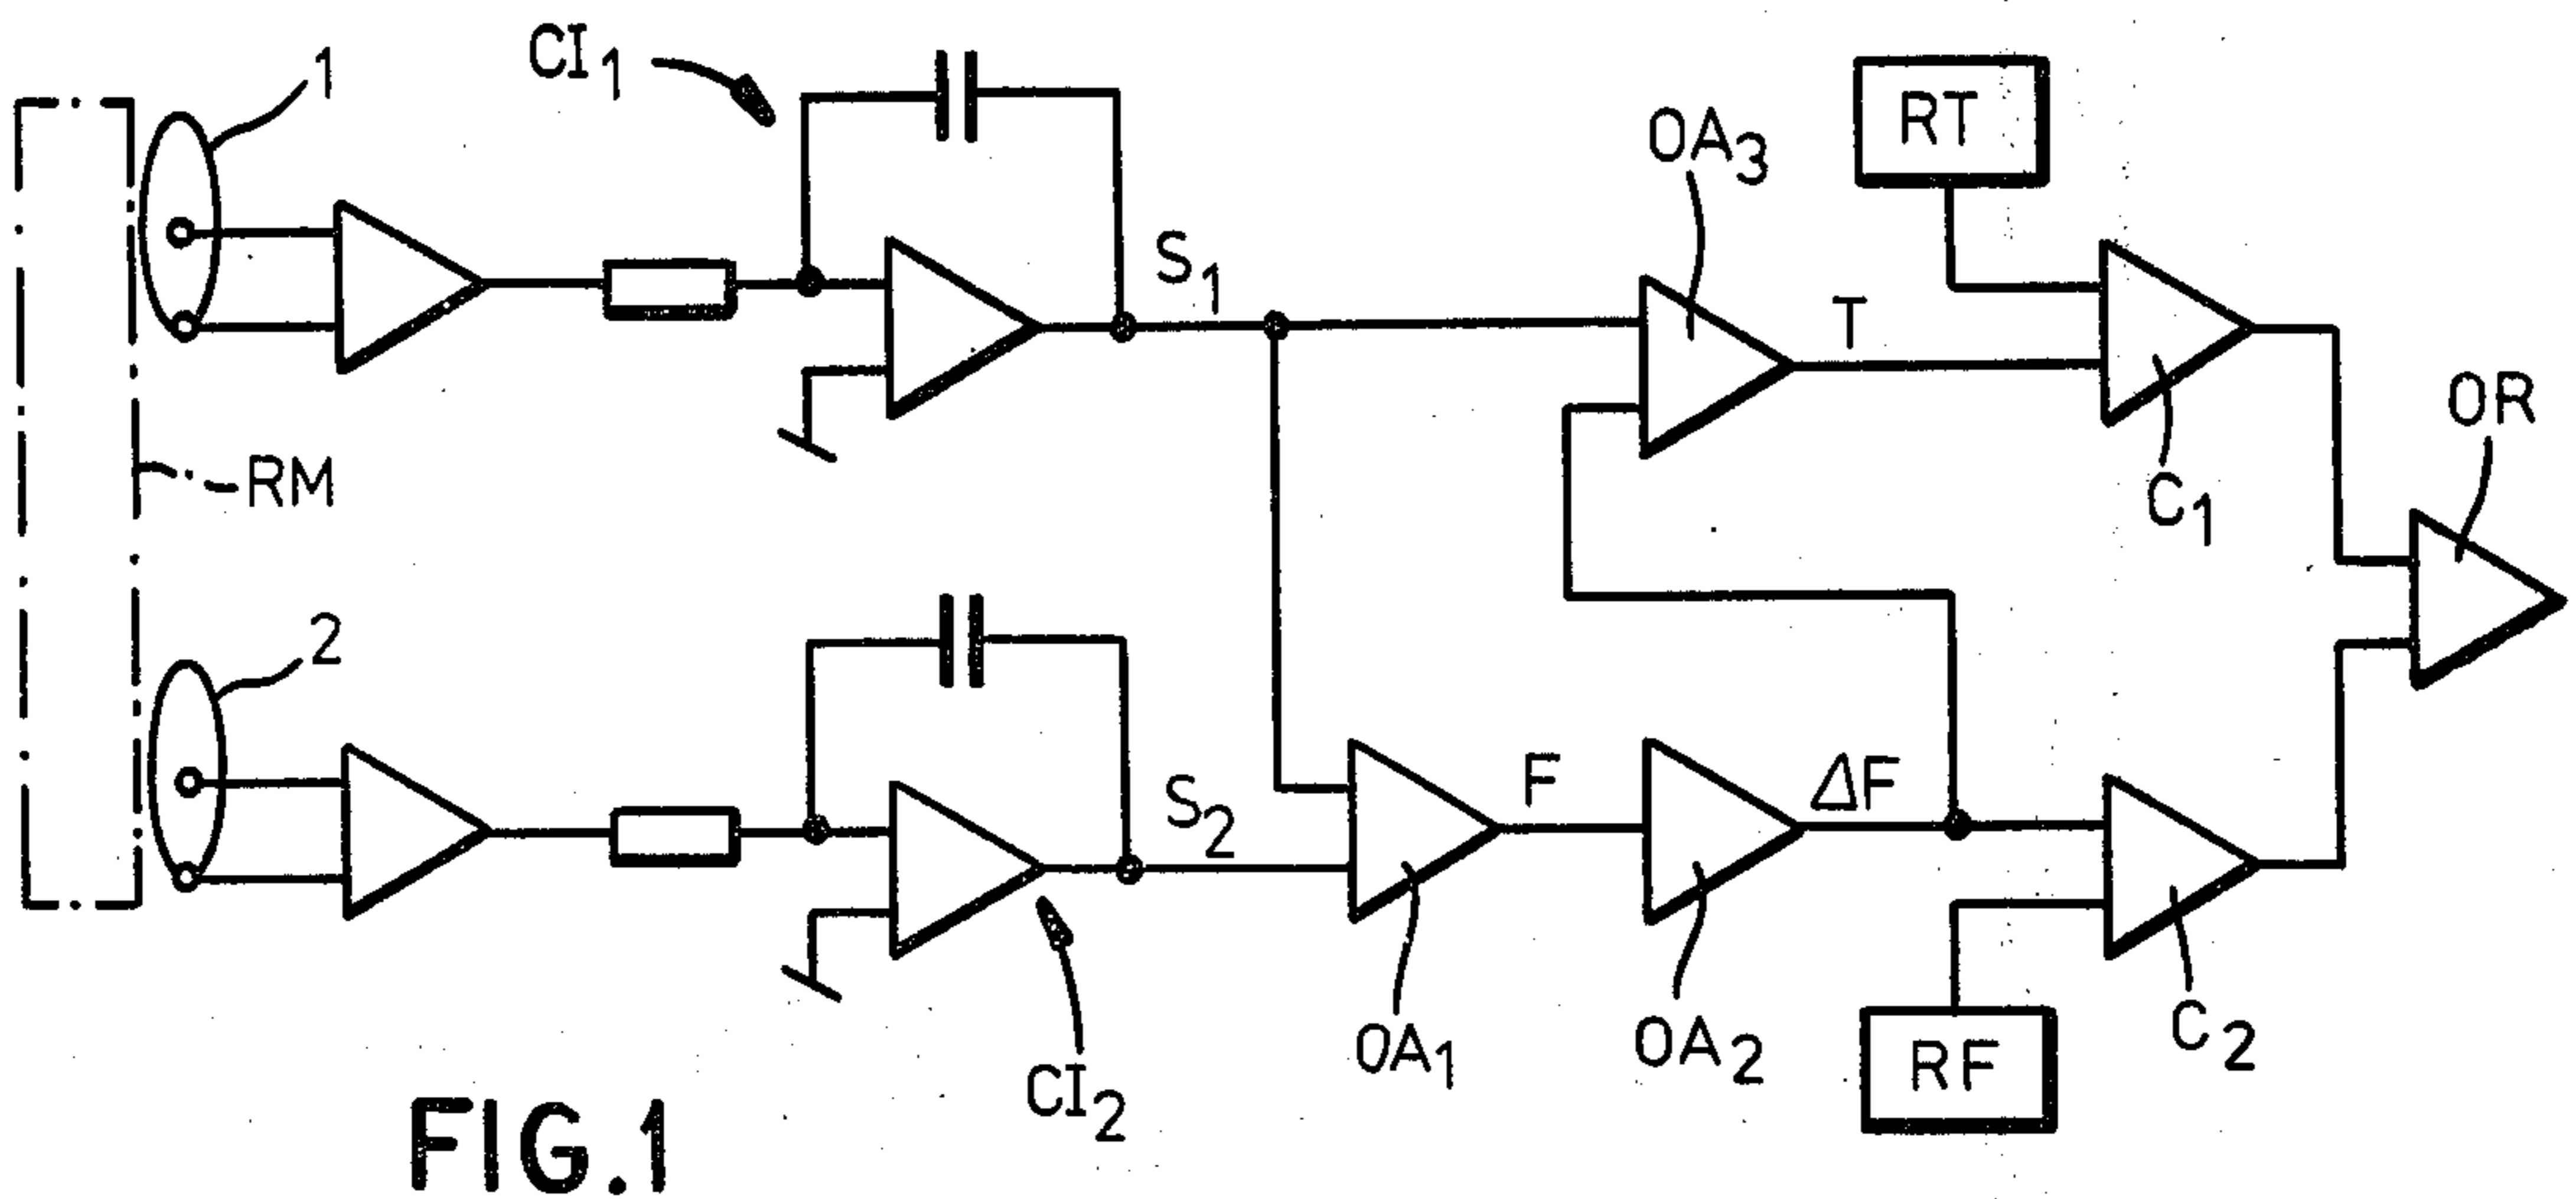 CI1
1
RT
OA3
S1
T
OR
RM
C1
2
S2
F
ΔF
OA1
OA2
C2
RF
CI2
FIG.1